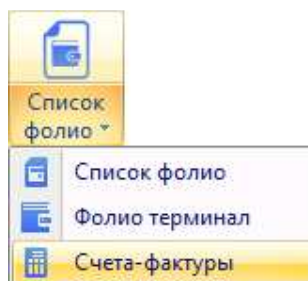 Список
фолио
Список фолио
Фолио терминал
Счета-фактуры